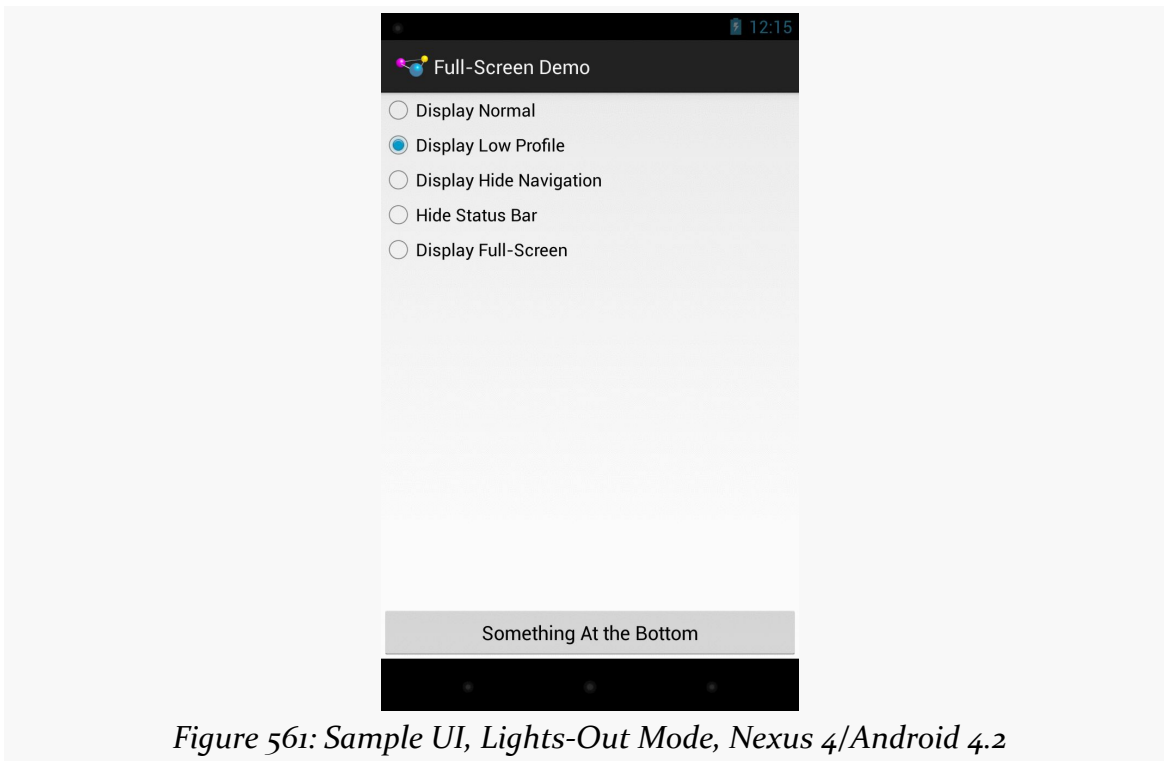 12:15
Full-Screen Demo
Display Normal
Display Low Profile
Display Hide Navigation
Hide Status Bar
Display Full-Screen
Something At the Bottom
Figure 561: Sample UI, Lights-Out Mode, Nexus 4/Android 4.2